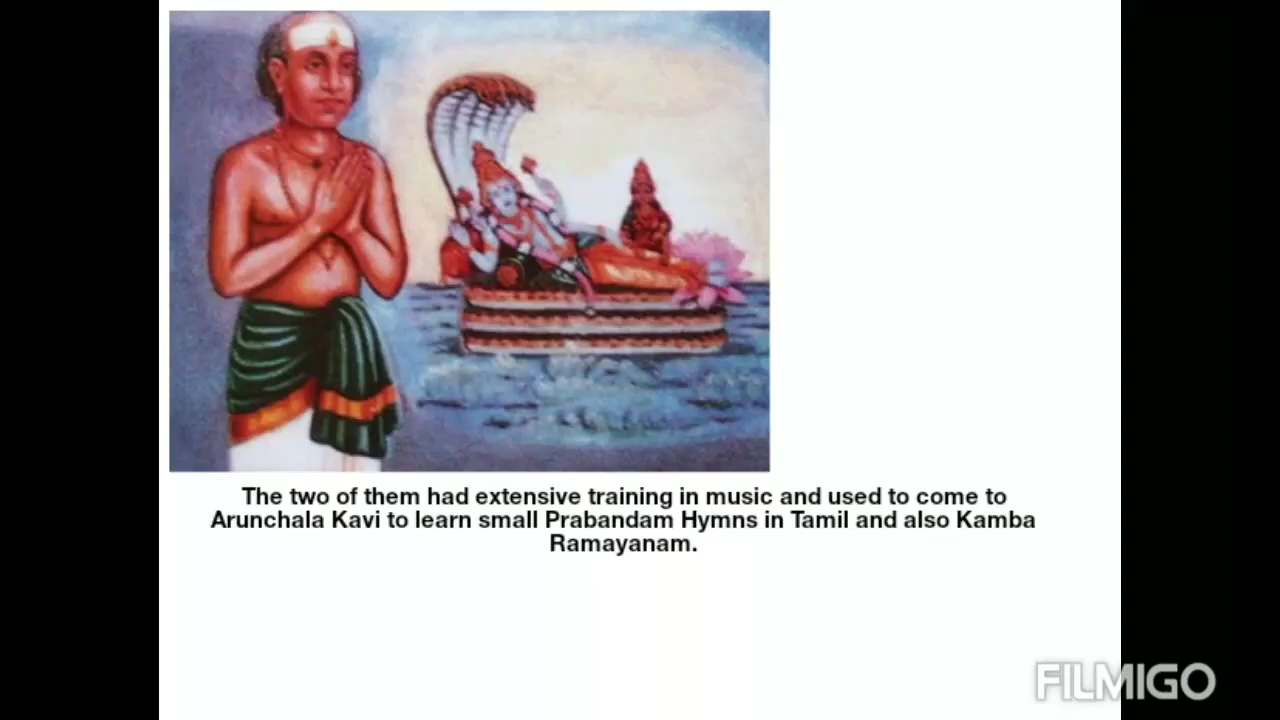 The two of them had extensive training in music and used to come to
Arunchala Kavi to learn small Prabandam Hymns in Tamil and also Kamba
Ramayanam.
FILMIGO